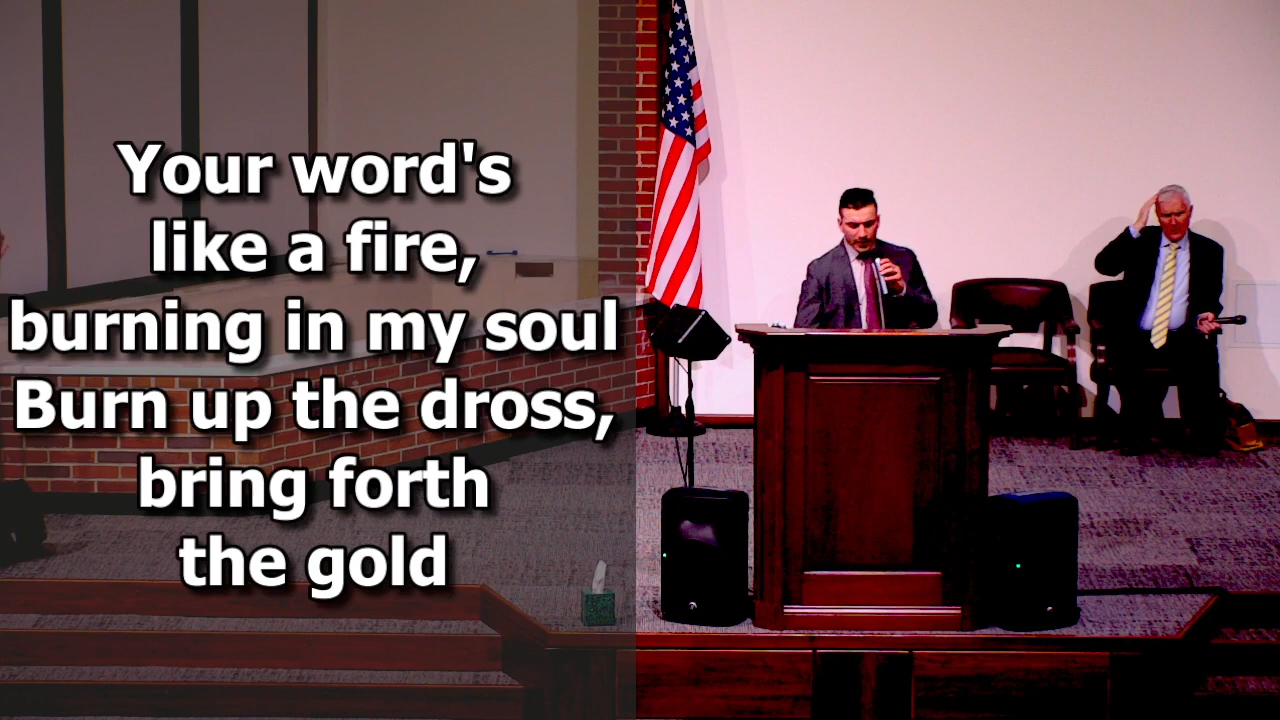 Your word's
like a fire,
burning in my soul
Burn up the dross,
bring forth
the gold